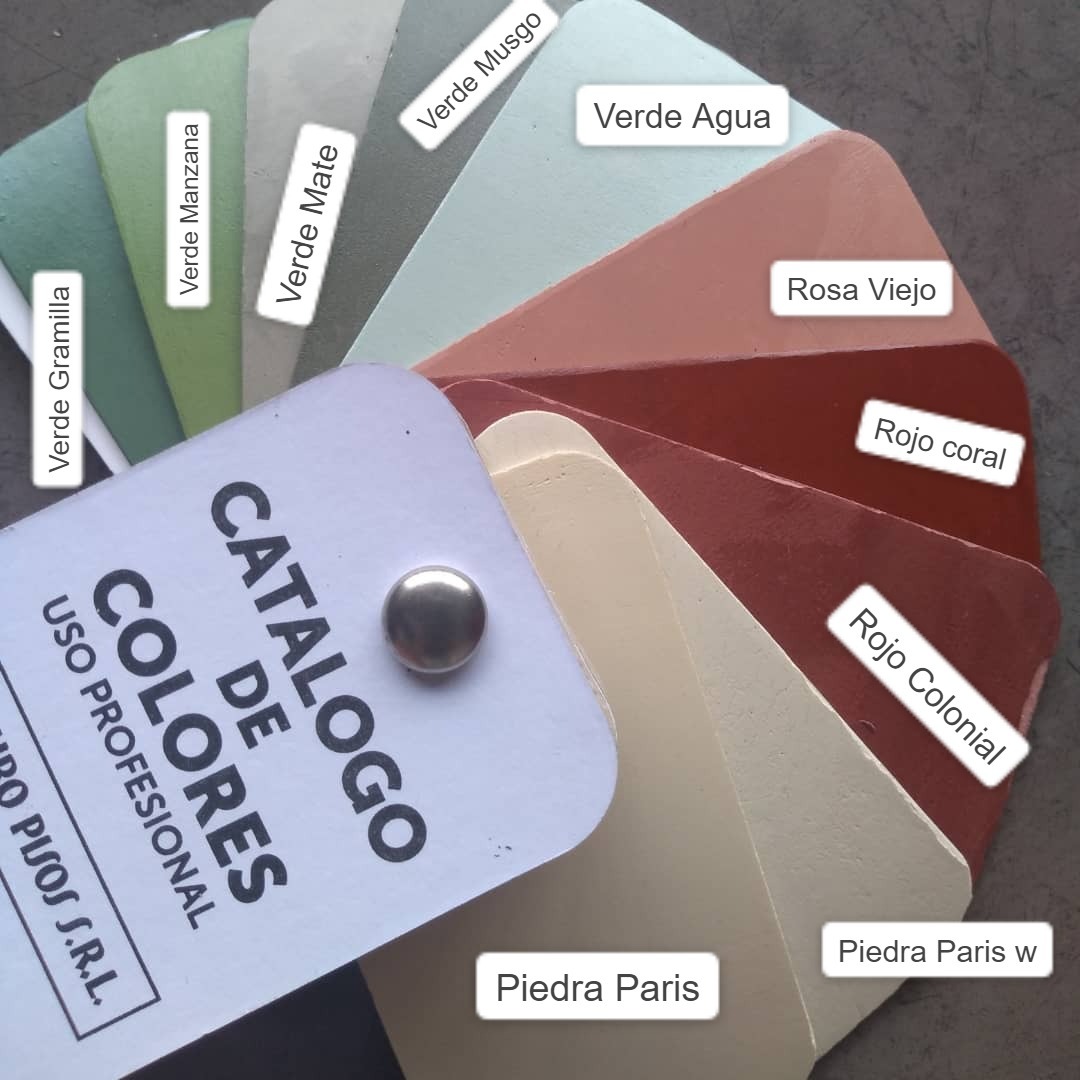 Verde Gramilla
Verde Manzana
Verde Mate
Verde Musgo
Verde Agua
Rosa Viejo
Rojo coral
Rojo Colonial
Piedra Paris w
Piedra Paris
CATALOGO
DE
COLORES
USO PROFESIONAL
PISOS S.R.L.